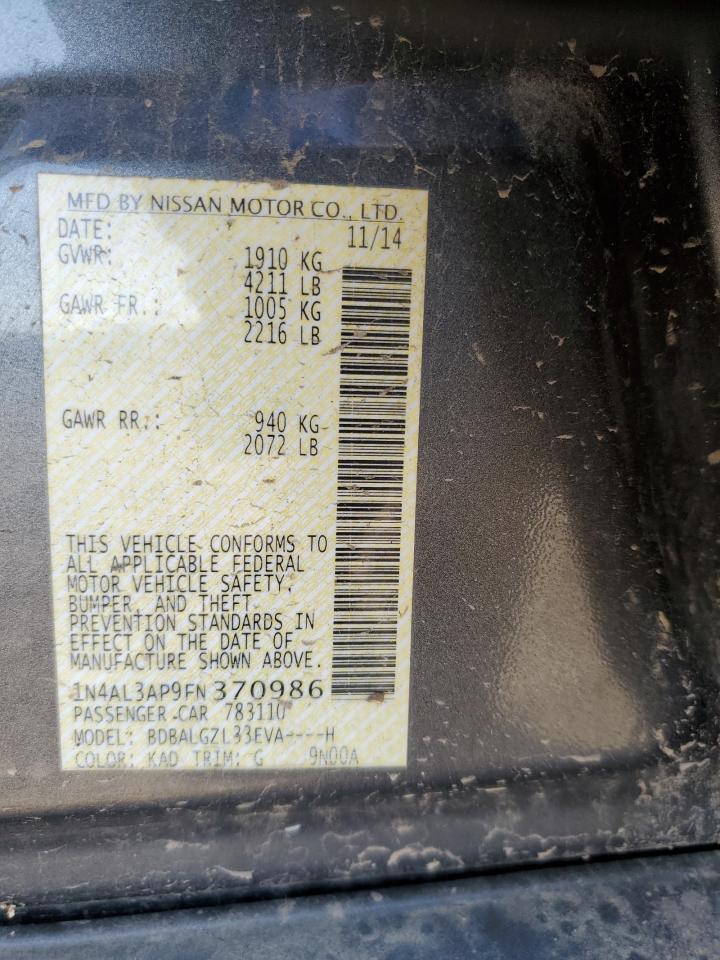 MFD BY NISSAN MOTOR CO., LTD.
DATE: 11/14
GVWR: 1910 KG
4211 LB
GAWR FR.: 1005 KG
2216 LB
GAWR RR.: 940 KG
2072 LB
THIS VEHICLE CONFORMS TO
ALL APPLICABLE FEDERAL
MOTOR VEHICLE SAFETY,
BUMPER, AND THEFT
PREVENTION STANDARDS IN
EFFECT ON THE DATE OF
MANUFACTURE SHOWN ABOVE.
1N4AL3AP9FN370986
PASSENGER CAR 783110
MODEL: BDBALGZL33EVA----H
COLOR: KAD TRIM: G 9N00A